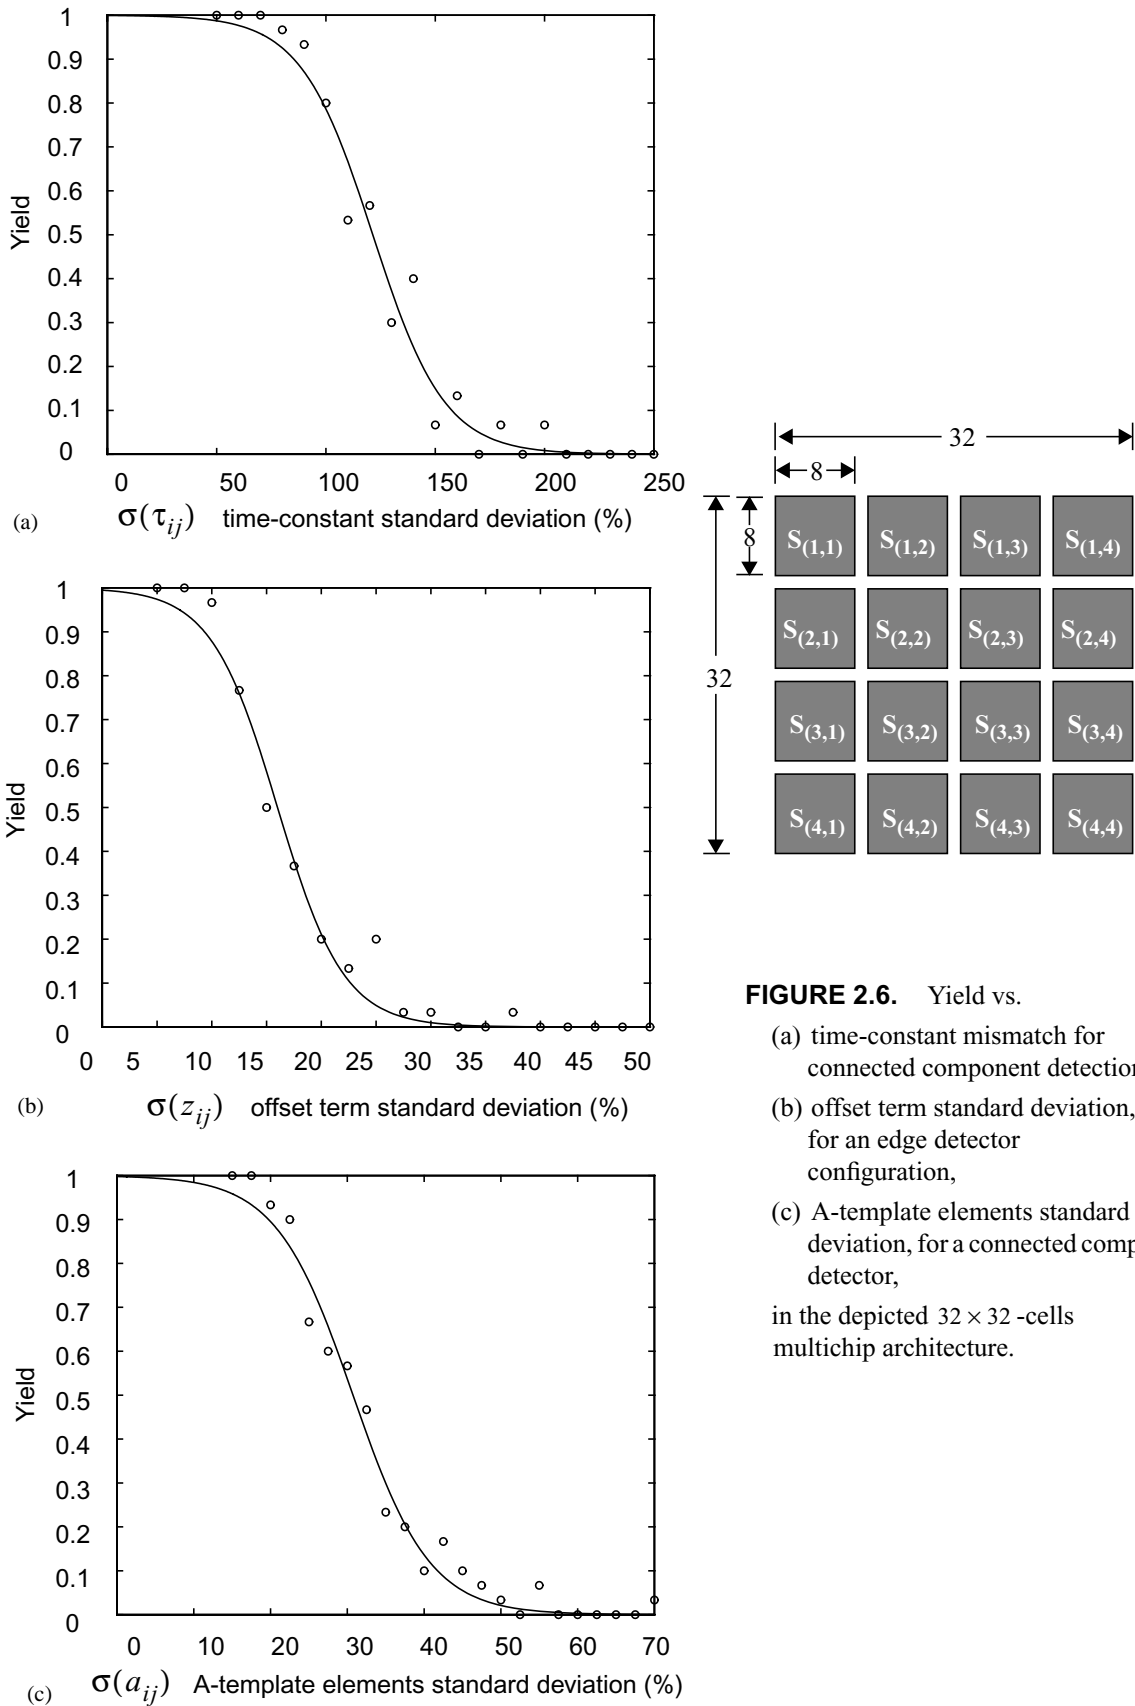 1
0.9
0.8
0.7
0.6
0.5
0.4
0.3
0.2
0.1
0
Yield
0 50 100 150 200 250
(a) σ(τij) time-constant standard deviation (%)
1
0.9
0.8
0.7
0.6
0.5
0.4
0.3
0.2
0.1
0
Yield
0 5 10 15 20 25 30 35 40 45 50
(b) σ(zij) offset term standard deviation (%)
1
0.9
0.8
0.7
0.6
0.5
0.4
0.3
0.2
0.1
0
Yield
0 10 20 30 40 50 60 70
(c) σ(aij) A-template elements standard deviation (%)
32
8
8
32
S(1,1) S(1,2) S(1,3) S(1,4)
S(2,1) S(2,2) S(2,3) S(2,4)
S(3,1) S(3,2) S(3,3) S(3,4)
S(4,1) S(4,2) S(4,3) S(4,4)
FIGURE 2.6. Yield vs.
(a) time-constant mismatch for
connected component detection
(b) offset term standard deviation,
for an edge detector
configuration,
(c) A-template elements standard
deviation, for a connected comp
detector,
in the depicted 32 × 32 -cells
multichip architecture.